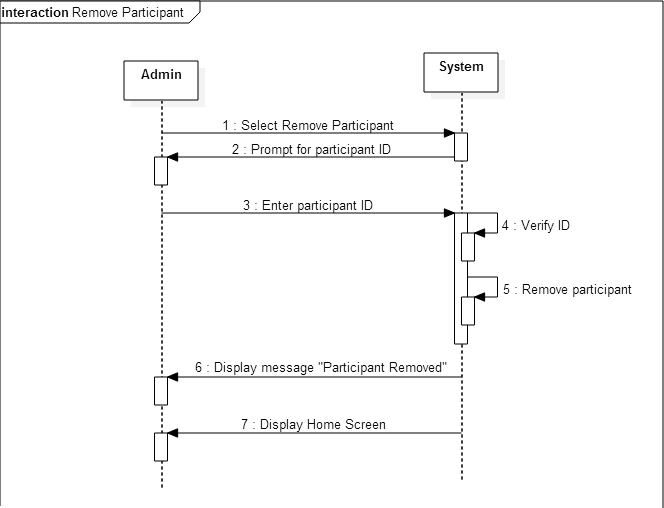 interaction Remove Participant
Admin
System
1 : Select Remove Participant
2 : Prompt for participant ID
3 : Enter participant ID
4 : Verify ID
5 : Remove participant
6 : Display message "Participant Removed"
7 : Display Home Screen